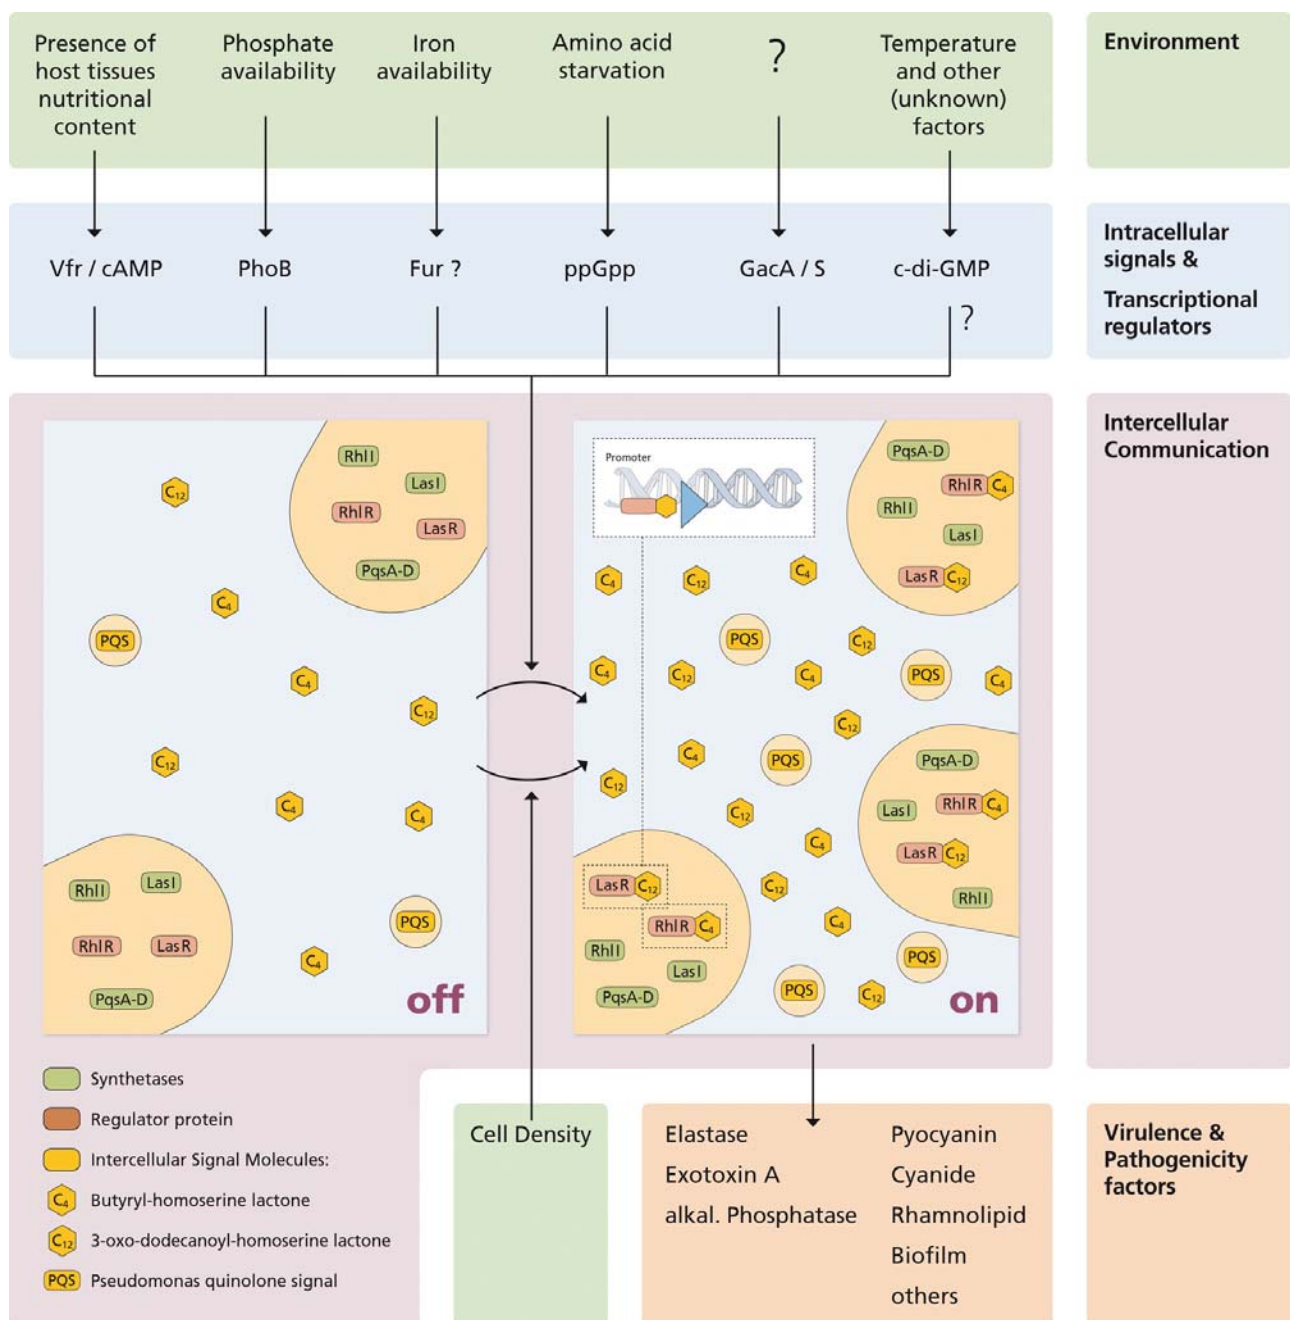 Presence of
host tissues
nutritional
content
Phosphate
availability
Iron
availability
Amino acid
starvation
?
Temperature
and other
(unknown)
factors
Environment
Vfr / cAMP
PhoB
Fur ?
ppGpp
GacA / S
c-di-GMP
?
Intracellular
signals &
Transcriptional
regulators
Intercellular
Communication
C12
RhlI
LasI
RhlR
LasR
PqsA-D
C4
PQS
C4
C12
C12
C4
C4
RhlI
LasI
RhlR
LasR
PqsA-D
C4
PQS
off
Promoter
PqsA-D
RhlR C4
RhlI
LasI
LasR C12
C4
C12
C4
PQS
C12
C4
C12
C4
PQS
C4
C12
C4
PQS
C12
C12
C4
PqsA-D
LasI
RhlR C4
LasR C12
RhlI
LasR C12
RhlR C4
RhlI
LasI
PqsA-D
C12
C4
PQS
PQS
C12
on
Synthetases
Regulator protein
Intercellular Signal Molecules:
C4 Butyryl-homoserine lactone
C12 3-oxo-dodecanoyl-homoserine lactone
PQS Pseudomonas quinolone signal
Cell Density
Elastase
Exotoxin A
alkal. Phosphatase
Pyocyanin
Cyanide
Rhamnolipid
Biofilm
others
Virulence &
Pathogenicity
factors